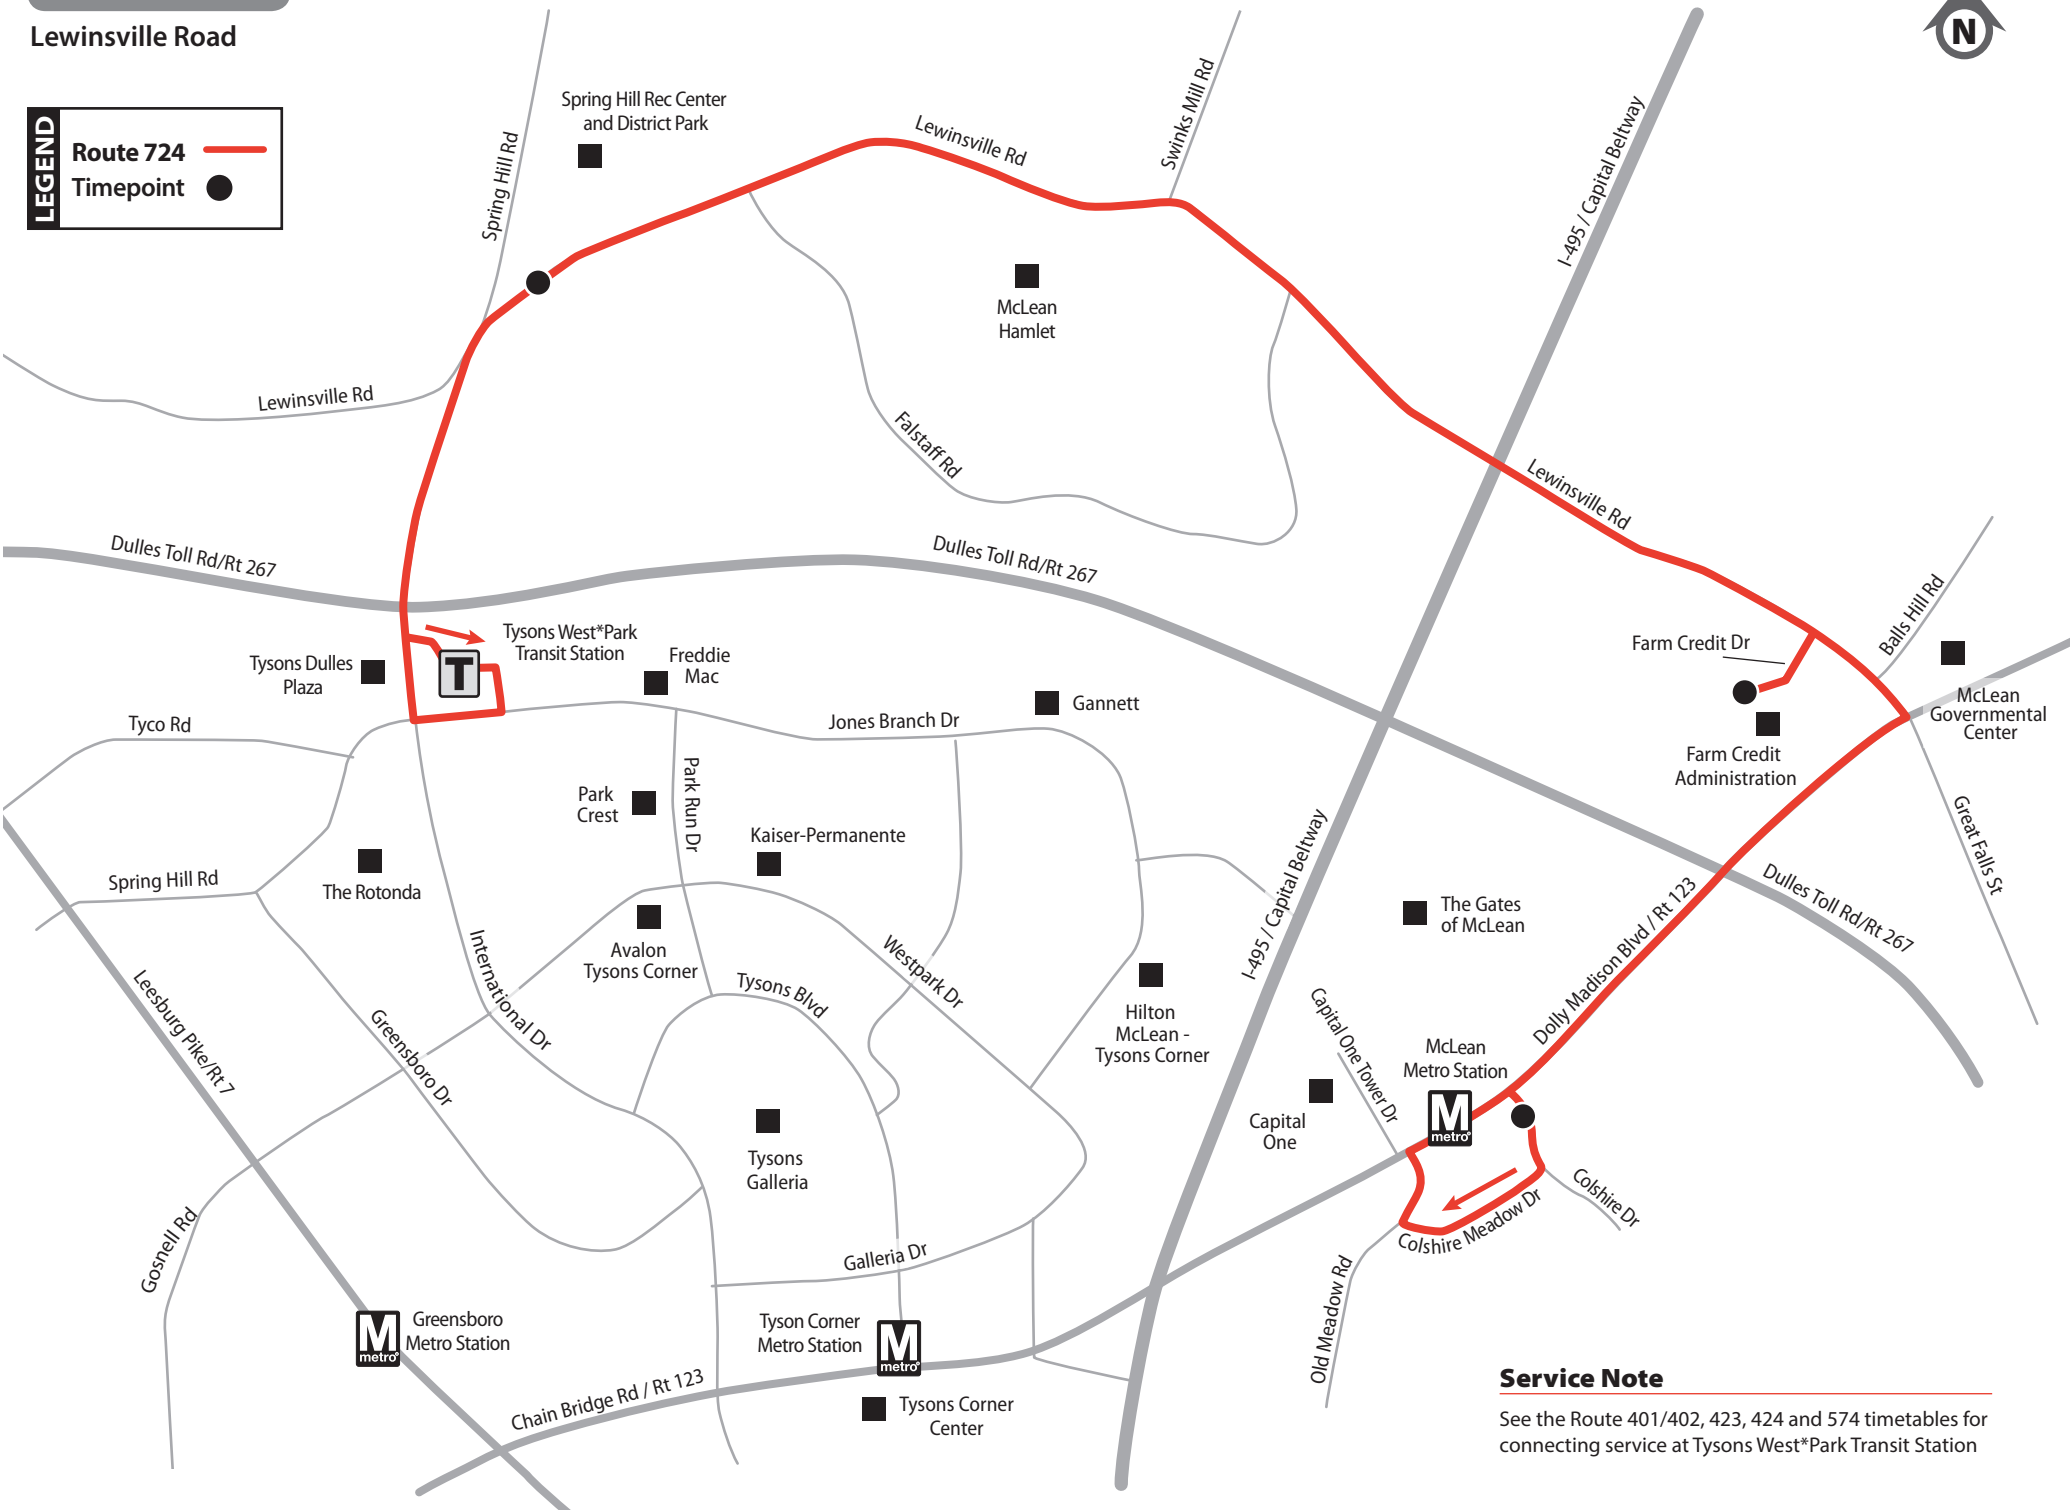 Lewinsville Road
N
LEGEND
Route 724
Timepoint
Spring Hill Rd
Spring Hill Rec Center
and District Park
Lewinsville Rd
Swinks Mill Rd
I-495 / Capital Beltway
McLean
Hamlet
Lewinsville Rd
Falstaff Rd
Lewinsville Rd
Dulles Toll Rd/Rt 267
Dulles Toll Rd/Rt 267
Balls Hill Rd
Farm Credit Dr
Tysons West*Park
Transit Station
T
Tysons Dulles
Plaza
Freddie
Mac
Gannett
McLean
Governmental
Center
Tyco Rd
Jones Branch Dr
Farm Credit
Administration
Park
Crest
Park Run Dr
Kaiser-Permanente
Great Falls St
I-495 / Capital Beltway
Spring Hill Rd
The Rotonda
The Gates
of McLean
Dolly Madison Blvd / Rt 123
Dulles Toll Rd/Rt 267
Avalon
Tysons Corner
International Dr
Westpark Dr
Tysons Blvd
Leesburg Pike/Rt 7
Greensboro Dr
Hilton
McLean -
Tysons Corner
Capital One Tower Dr
McLean
Metro Station
M
metro
Capital
One
Tysons
Galleria
Colshire Dr
Colshire Meadow Dr
Gosnell Rd
Galleria Dr
Old Meadow Rd
M
metro
Greensboro
Metro Station
Tyson Corner
Metro Station
M
metro
Chain Bridge Rd / Rt 123
Tysons Corner
Center
Service Note
See the Route 401/402, 423, 424 and 574 timetables for
connecting service at Tysons West*Park Transit Station